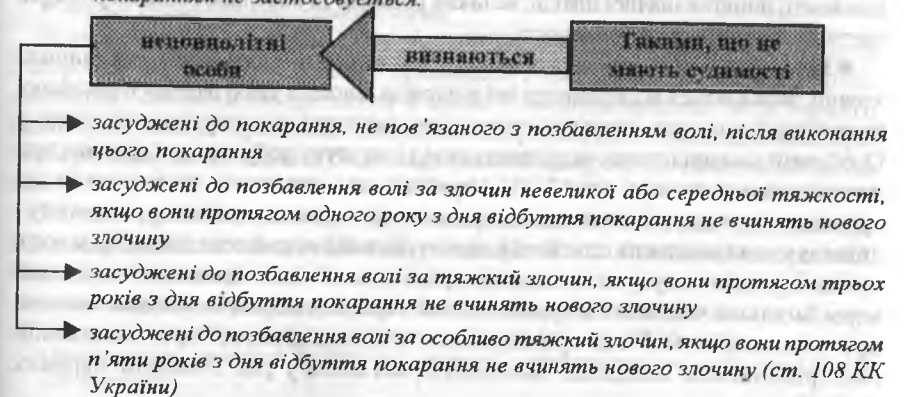 покарання не застосовується.
неповнолітні
особи
визнаються
Такими, що не
мають судимості
засуджені до покарання, не пов'язаного з позбавленням волі, після виконання
цього покарання
засуджені до позбавлення волі за злочин невеликої або середньої тяжкості,
якщо вони протягом одного року з дня відбуття покарання не вчинять нового
злочину
засуджені до позбавлення волі за тяжкий злочин, якщо вони протягом трьох
років з дня відбуття покарання не вчинять нового злочину
засуджені до позбавлення волі за особливо тяжкий злочин, якщо вони протягом
п'яти років з дня відбуття покарання не вчинять нового злочину (ст. 108 КК
України)